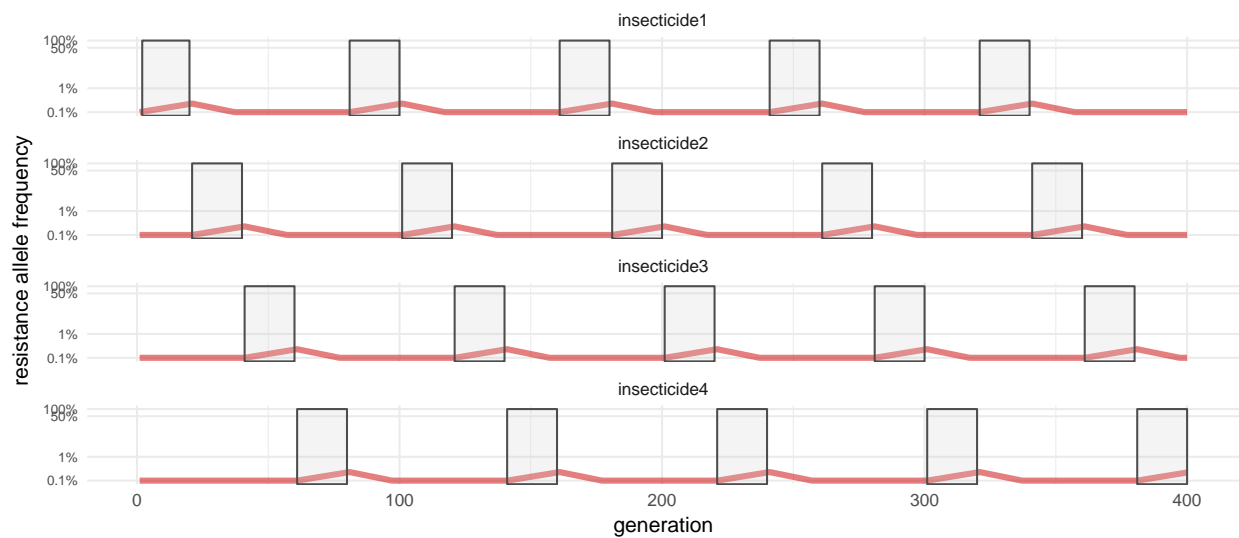 insecticide1
100%
50%
1%
0.1%
insecticide2
100%
50%
1%
0.1%
insecticide3
100%
50%
1%
0.1%
insecticide4
100%
50%
1%
0.1%
0 100 200 300 400
generation
resistance allele frequency